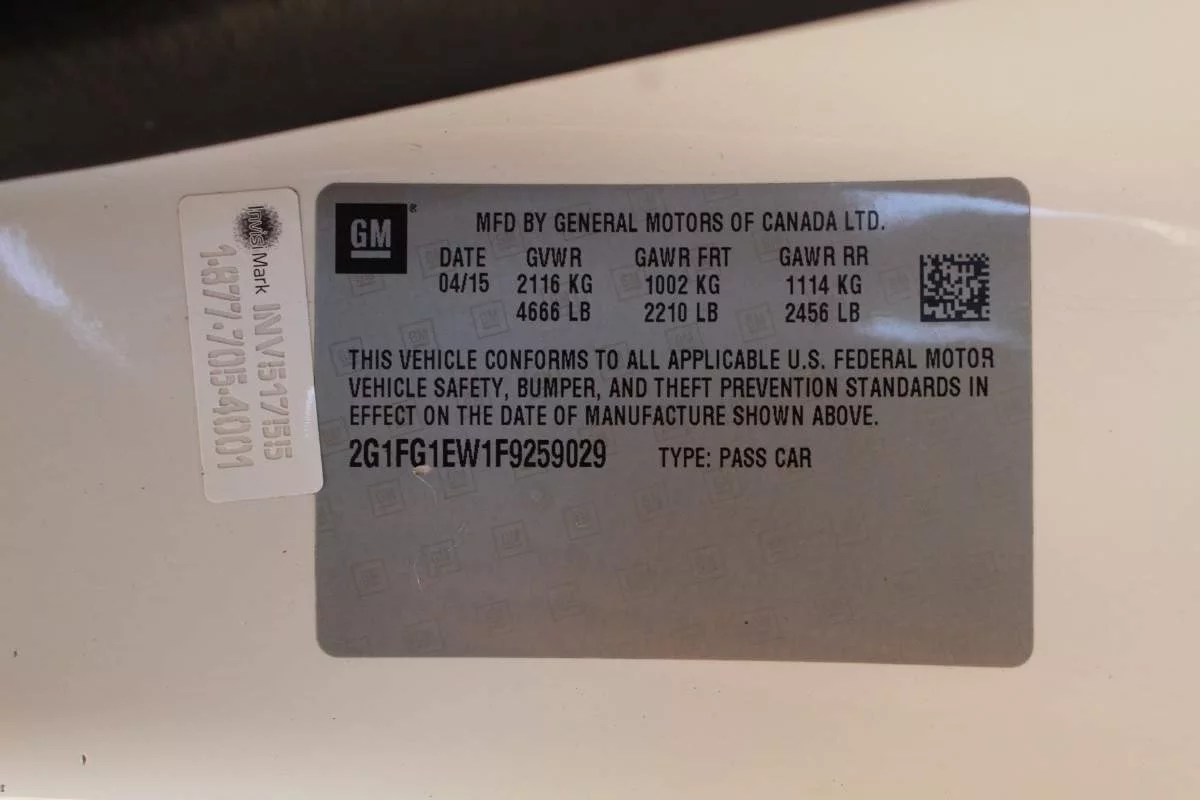 InvisiMark INV517515
1-877-705-4001
GM
MFD BY GENERAL MOTORS OF CANADA LTD.
DATE GVWR GAWR FRT GAWR RR
04/15 2116 KG 1002 KG 1114 KG
4666 LB 2210 LB 2456 LB
THIS VEHICLE CONFORMS TO ALL APPLICABLE U.S. FEDERAL MOTOR
VEHICLE SAFETY, BUMPER, AND THEFT PREVENTION STANDARDS IN
EFFECT ON THE DATE OF MANUFACTURE SHOWN ABOVE.
2G1FG1EW1F9259029 TYPE: PASS CAR